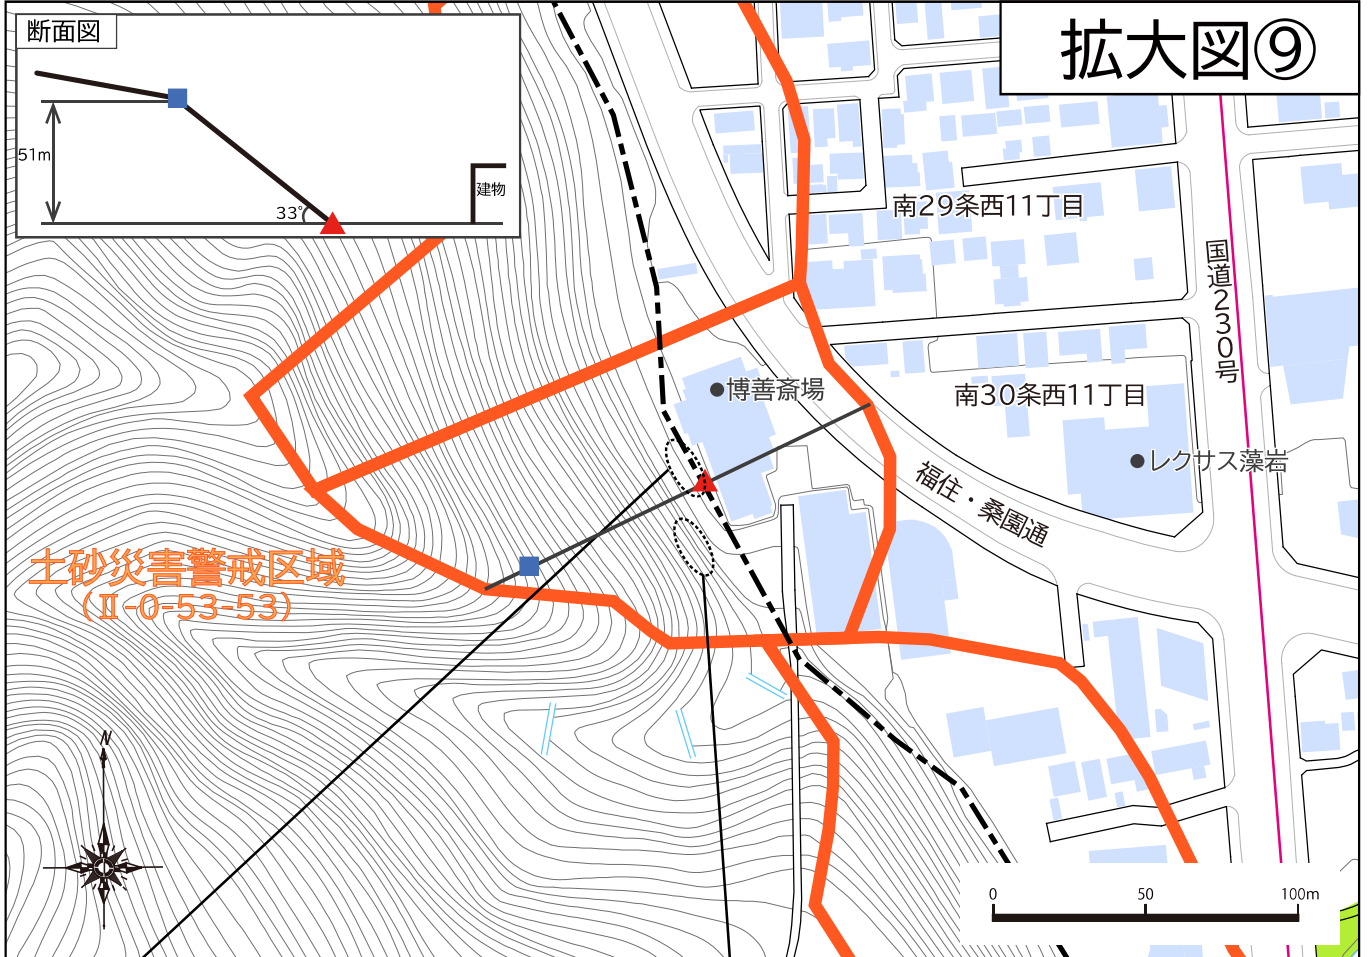 断面図
51m
33°
建物
拡大図⑨
南29条西11丁目
国道230号
博善斎場
南30条西11丁目
レクサス藻岩
福住・桑園通
土砂災害警戒区域
(Ⅱ-0-53-53)
N
0 50 100m